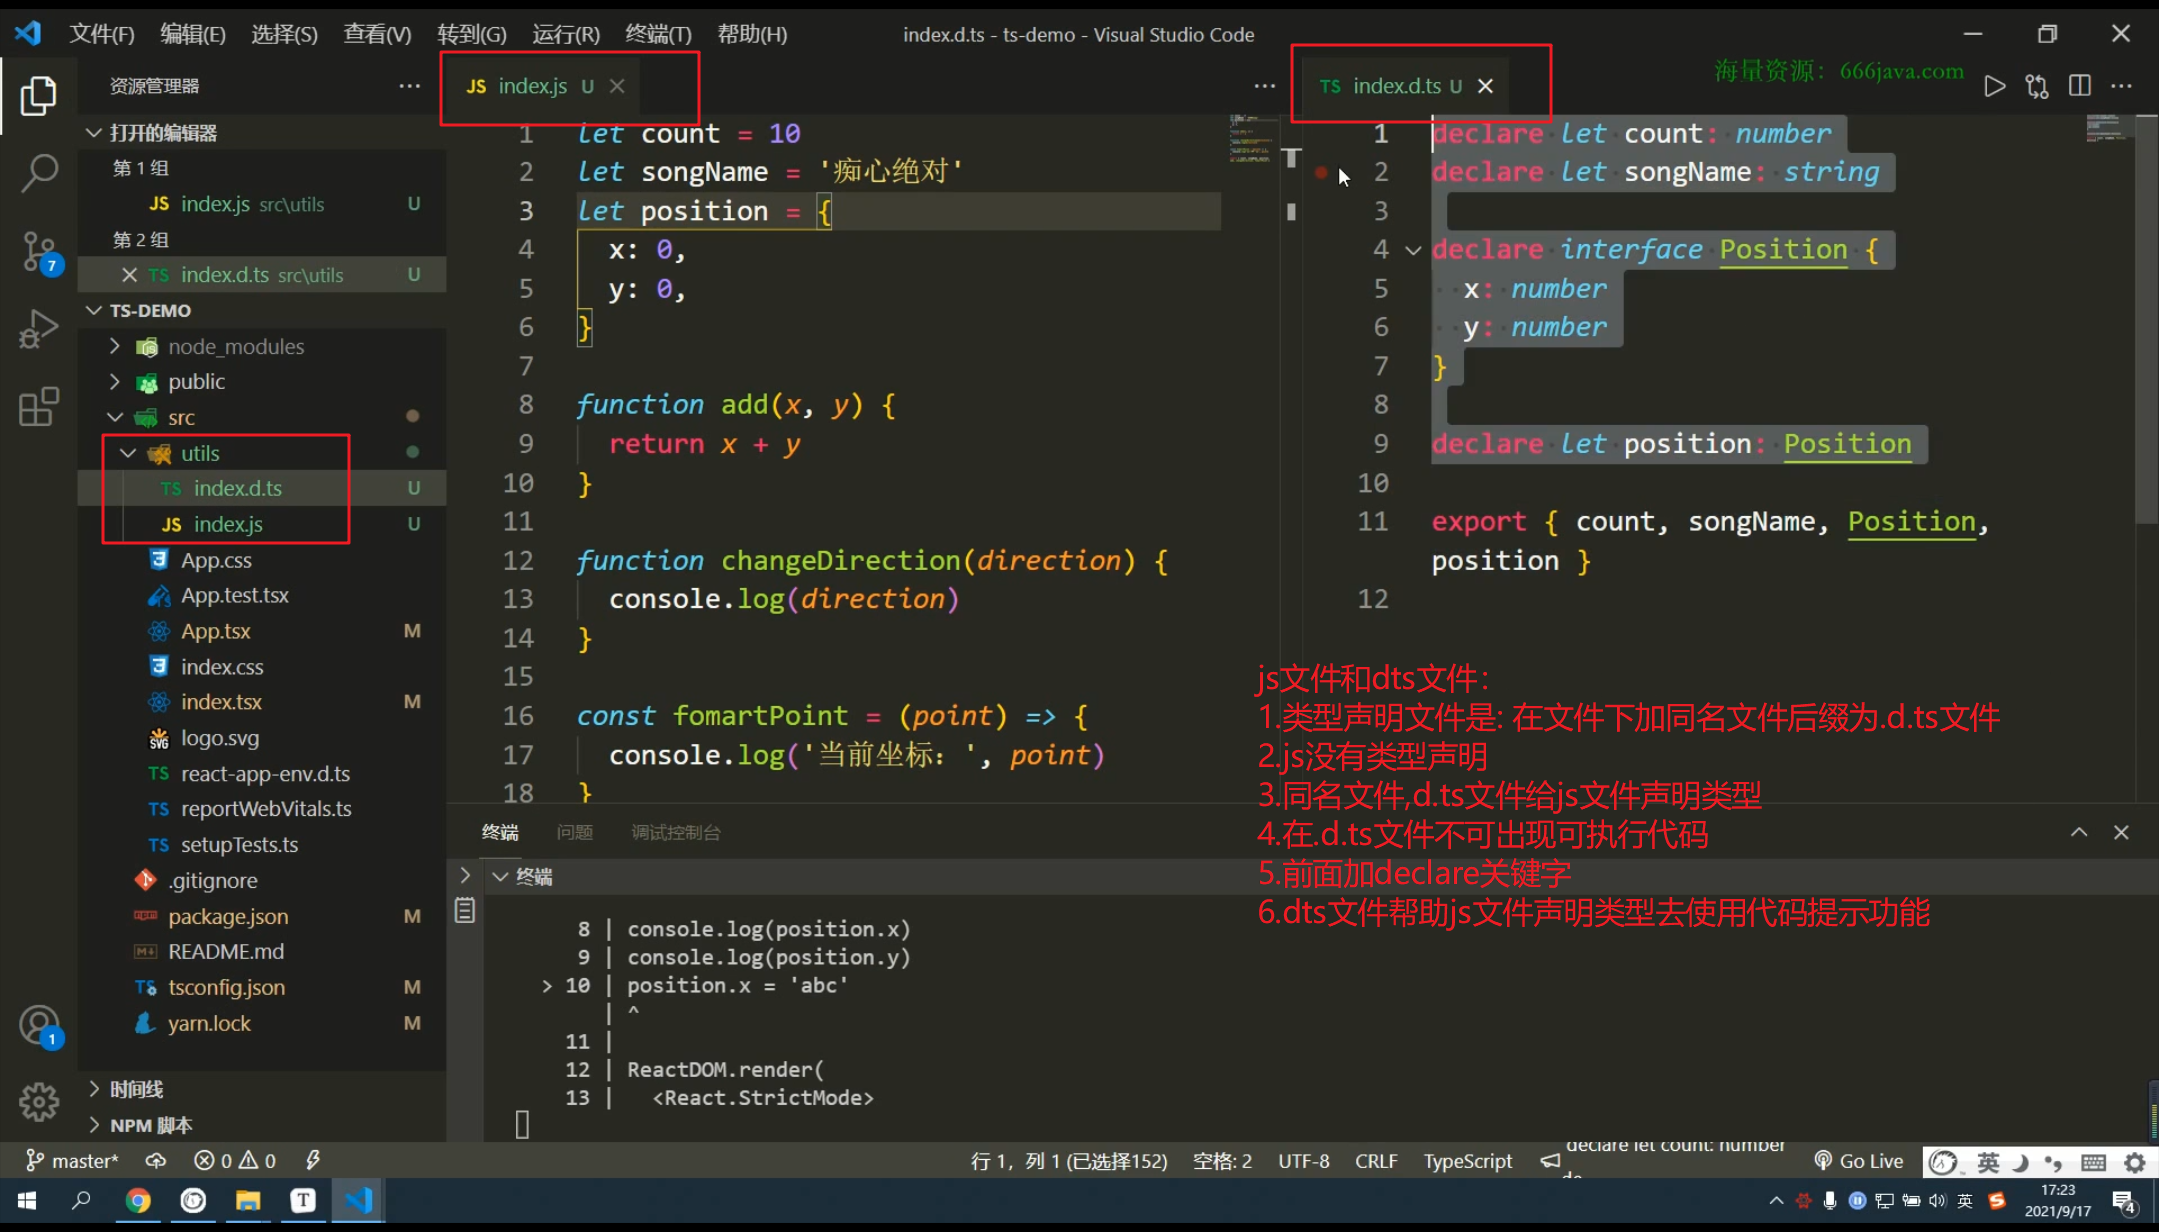 文件(F) 编辑(E) 选择(S) 查看(V) 转到(G) 运行(R) 终端(T) 帮助(H)
index.d.ts - ts-demo - Visual Studio Code
海量资源：666java.com
资源管理器
打开的编辑器
第 1 组
JS index.js src\utils U
第 2 组
TS index.d.ts src\utils U
TS-DEMO
node_modules
public
src
utils
TS index.d.ts U
JS index.js U
App.css
App.test.tsx
App.tsx M
index.css
index.tsx M
SVG logo.svg
TS react-app-env.d.ts
TS reportWebVitals.ts
TS setupTests.ts
.gitignore
package.json M
README.md
tsconfig.json M
yarn.lock M
时间线
NPM 脚本
7
1
JS index.js U
1 let count = 10
2 let songName = '痴心绝对'
3 let position = {
4 x: 0,
5 y: 0,
6 }
7
8 function add(x, y) {
9 return x + y
10 }
11
12 function changeDirection(direction) {
13 console.log(direction)
14 }
15
16 const fomartPoint = (point) => {
17 console.log('当前坐标：', point)
18 }
TS index.d.ts U
1 declare let count: number
2 declare let songName: string
3
4 declare interface Position {
5 x: number
6 y: number
7 }
8
9 declare let position: Position
10
11 export { count, songName, Position,
position }
12
js文件和dts文件：
1.类型声明文件是: 在文件下加同名文件后缀为.d.ts文件
2.js没有类型声明
3.同名文件,d.ts文件给js文件声明类型
4.在.d.ts文件不可出现可执行代码
5.前面加declare关键字
6.dts文件帮助js文件声明类型去使用代码提示功能
终端 问题 调试控制台
终端
8 | console.log(position.x)
9 | console.log(position.y)
> 10 | position.x = 'abc'
| ^
11 |
12 | ReactDOM.render(
13 | <React.StrictMode>
master* 0 0 行 1，列 1 (已选择152) 空格: 2 UTF-8 CRLF TypeScript declare let count: number Go Live 英
英 17:23
2021/9/17 4